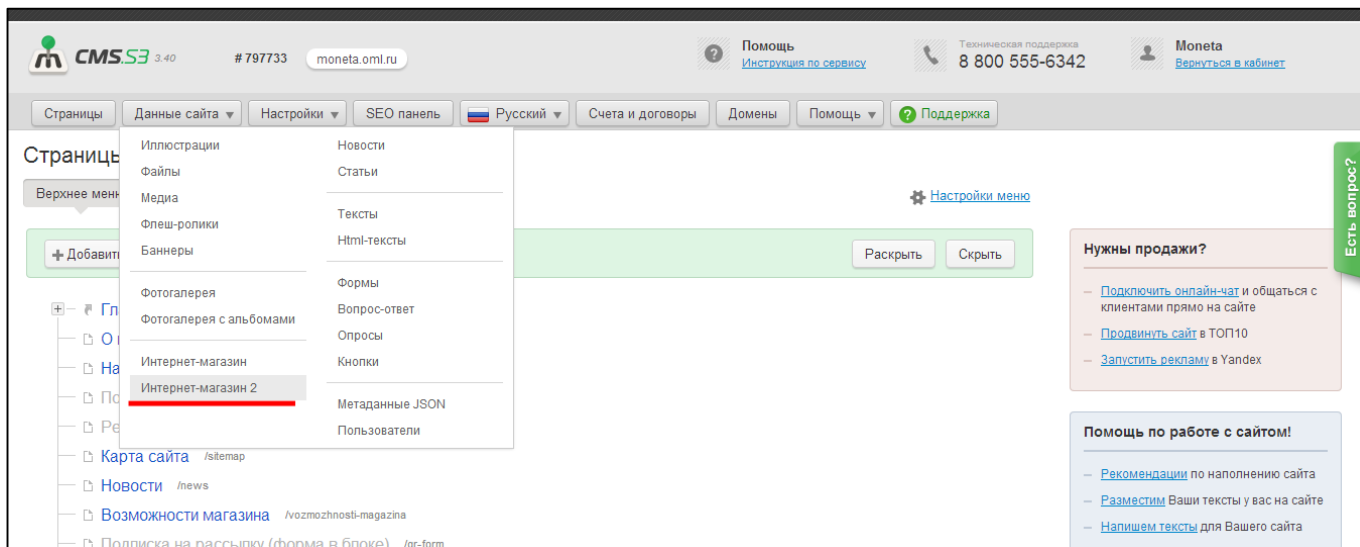 CMS.S3 3.40
# 797733
moneta.oml.ru
Помощь
Инструкция по сервису
Техническая поддержка
8 800 555-6342
Moneta
Вернуться в кабинет
Страницы
Данные сайта
Настройки
SEO панель
Русский
Счета и договоры
Домены
Помощь
Поддержка
Страницы
Верхнее мен
Настройки меню
Добавит
Раскрыть
Скрыть
Иллюстрации
Файлы
Медиа
Флеш-ролики
Баннеры
Фотогалерея
Фотогалерея с альбомами
Интернет-магазин
Интернет-магазин 2
Новости
Статьи
Тексты
Html-тексты
Формы
Вопрос-ответ
Опросы
Кнопки
Метаданные JSON
Пользователи
Гл
О
На
По
Ре
Карта сайта /sitemap
Новости /news
Возможности магазина /vozmozhnosti-magazina
Подписка на рассылку (форма в блоке) /gr-form
Есть вопрос?
Нужны продажи?
– Подключить онлайн-чат и общаться с
клиентами прямо на сайте
– Продвинуть сайт в ТОП10
– Запустить рекламу в Yandex
Помощь по работе с сайтом!
– Рекомендации по наполнению сайта
– Разместим Ваши тексты у вас на сайте
– Напишем тексты для Вашего сайта